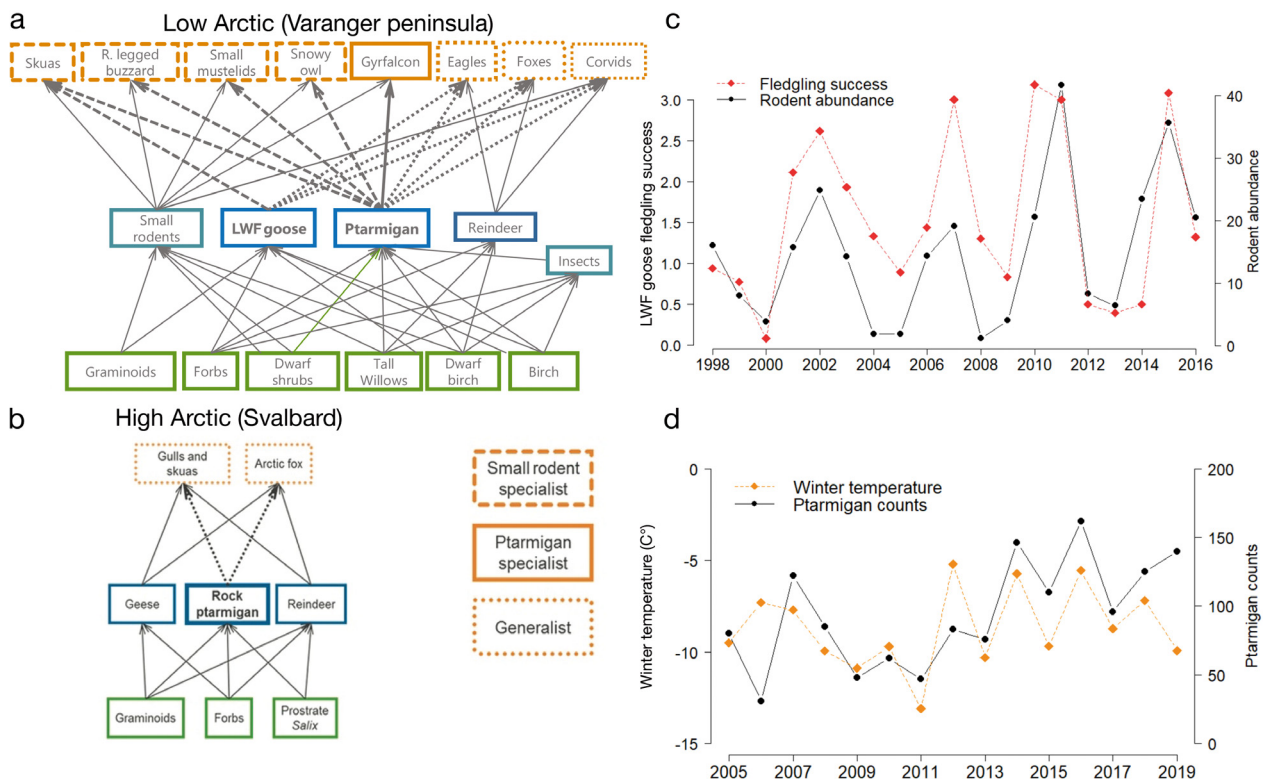 a
Low Arctic (Varanger peninsula)
Skuas
R. legged
buzzard
Small
mustelids
Snowy
owl
Gyrfalcon
Eagles
Foxes
Corvids
Small
rodents
LWF goose
Ptarmigan
Reindeer
Insects
Graminoids
Forbs
Dwarf
shrubs
Tall
Willows
Dwarf
birch
Birch
b
High Arctic (Svalbard)
Gulls and
skuas
Arctic fox
Geese
Rock
ptarmigan
Reindeer
Graminoids
Forbs
Prostrate
Salix
Small rodent
specialist
Ptarmigan
specialist
Generalist
c
Fledgling success
Rodent abundance
LWF goose fledgling success
3.0
2.5
2.0
1.5
1.0
0.5
0.0
40
30
20
10
0
Rodent abundance
1998 2000 2002 2004 2006 2008 2010 2012 2014 2016
d
Winter temperature
Ptarmigan counts
Winter temperature (C°)
0
-5
-10
-15
200
150
100
50
0
Ptarmigan counts
2005 2007 2009 2011 2013 2015 2017 2019